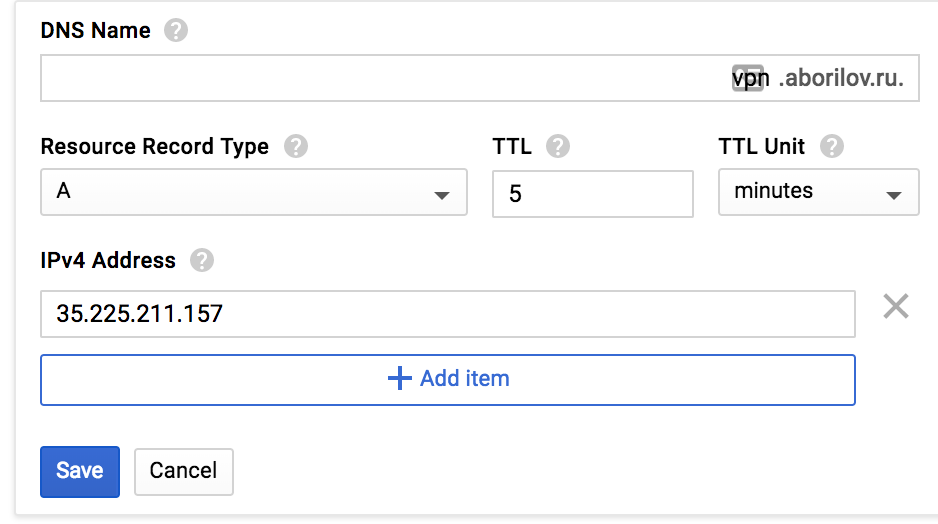 DNS Name ?
vpn .aborilov.ru.
Resource Record Type ? TTL ? TTL Unit ?
A 5 minutes
IPv4 Address ?
35.225.211.157
+ Add item
Save Cancel